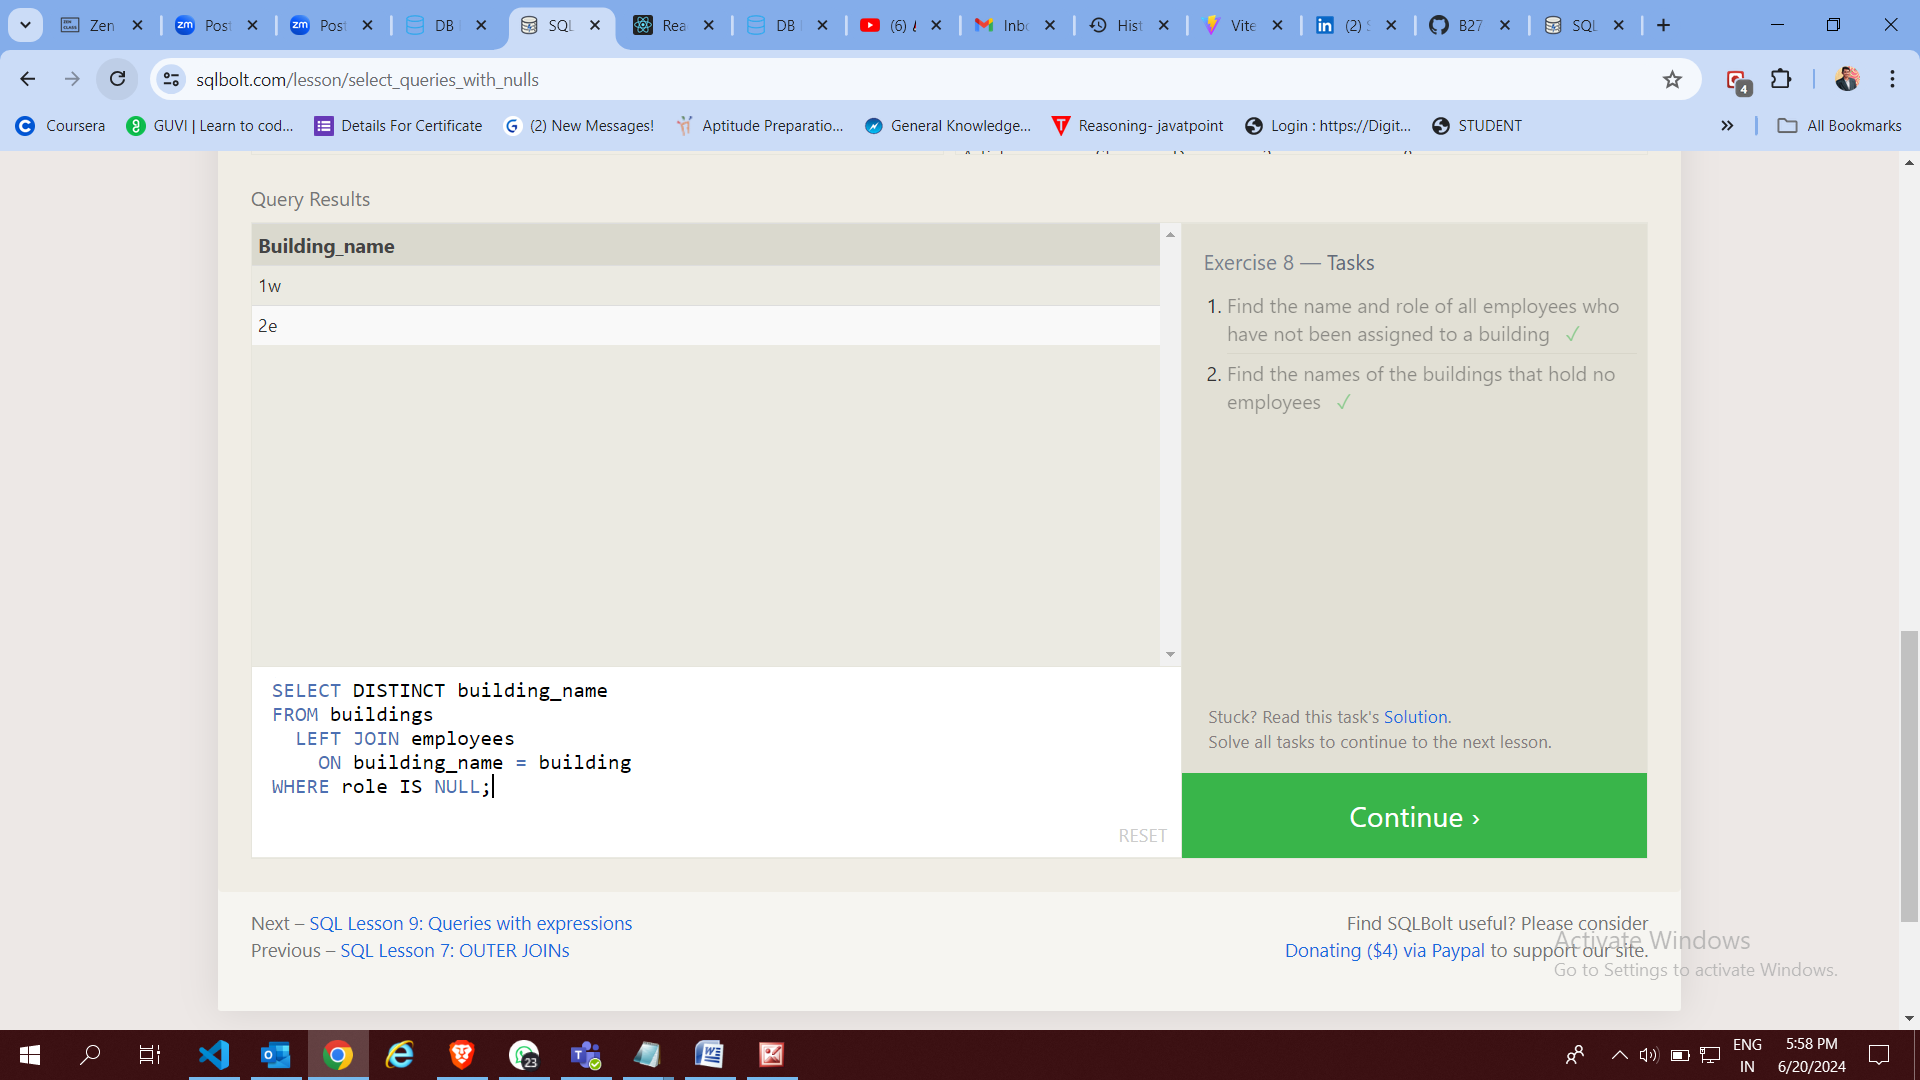 Zen
Post
Post
DB
SQL
Rea
DB
(6)
Inbo
Hist
Vite
(2) S
B27
SQL
sqlbolt.com/lesson/select_queries_with_nulls
4
Coursera
GUVI | Learn to cod...
Details For Certificate
(2) New Messages!
Aptitude Preparatio...
General Knowledge...
Reasoning- javatpoint
Login : https://Digit...
STUDENT
All Bookmarks
Query Results
Building_name
1w
2e
Exercise 8 — Tasks
1. Find the name and role of all employees who
have not been assigned to a building ✓
2. Find the names of the buildings that hold no
employees ✓
SELECT DISTINCT building_name
FROM buildings
LEFT JOIN employees
ON building_name = building
WHERE role IS NULL;
RESET
Stuck? Read this task's Solution.
Solve all tasks to continue to the next lesson.
Continue ›
Next – SQL Lesson 9: Queries with expressions
Previous – SQL Lesson 7: OUTER JOINs
Find SQLBolt useful? Please consider
Donating ($4) via Paypal to support our site.
Activate Windows
Go to Settings to activate Windows.
23
ENG
IN
5:58 PM
6/20/2024